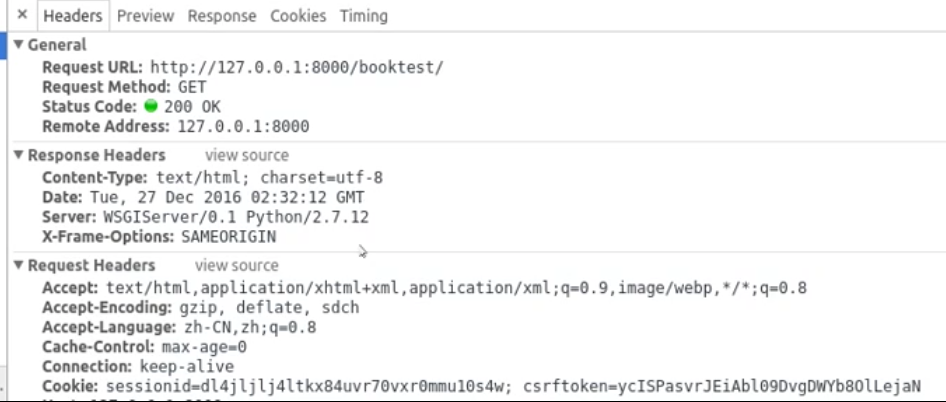 × Headers Preview Response Cookies Timing
▼ General
Request URL: http://127.0.0.1:8000/booktest/
Request Method: GET
Status Code: 200 OK
Remote Address: 127.0.0.1:8000
▼ Response Headers view source
Content-Type: text/html; charset=utf-8
Date: Tue, 27 Dec 2016 02:32:12 GMT
Server: WSGIServer/0.1 Python/2.7.12
X-Frame-Options: SAMEORIGIN
▼ Request Headers view source
Accept: text/html,application/xhtml+xml,application/xml;q=0.9,image/webp,*/*;q=0.8
Accept-Encoding: gzip, deflate, sdch
Accept-Language: zh-CN,zh;q=0.8
Cache-Control: max-age=0
Connection: keep-alive
Cookie: sessionid=dl4jljlj4ltkx84uvr70vxr0mmu10s4w; csrftoken=ycISPasvrJEiAbl09DvgDWYb8OlLejaN